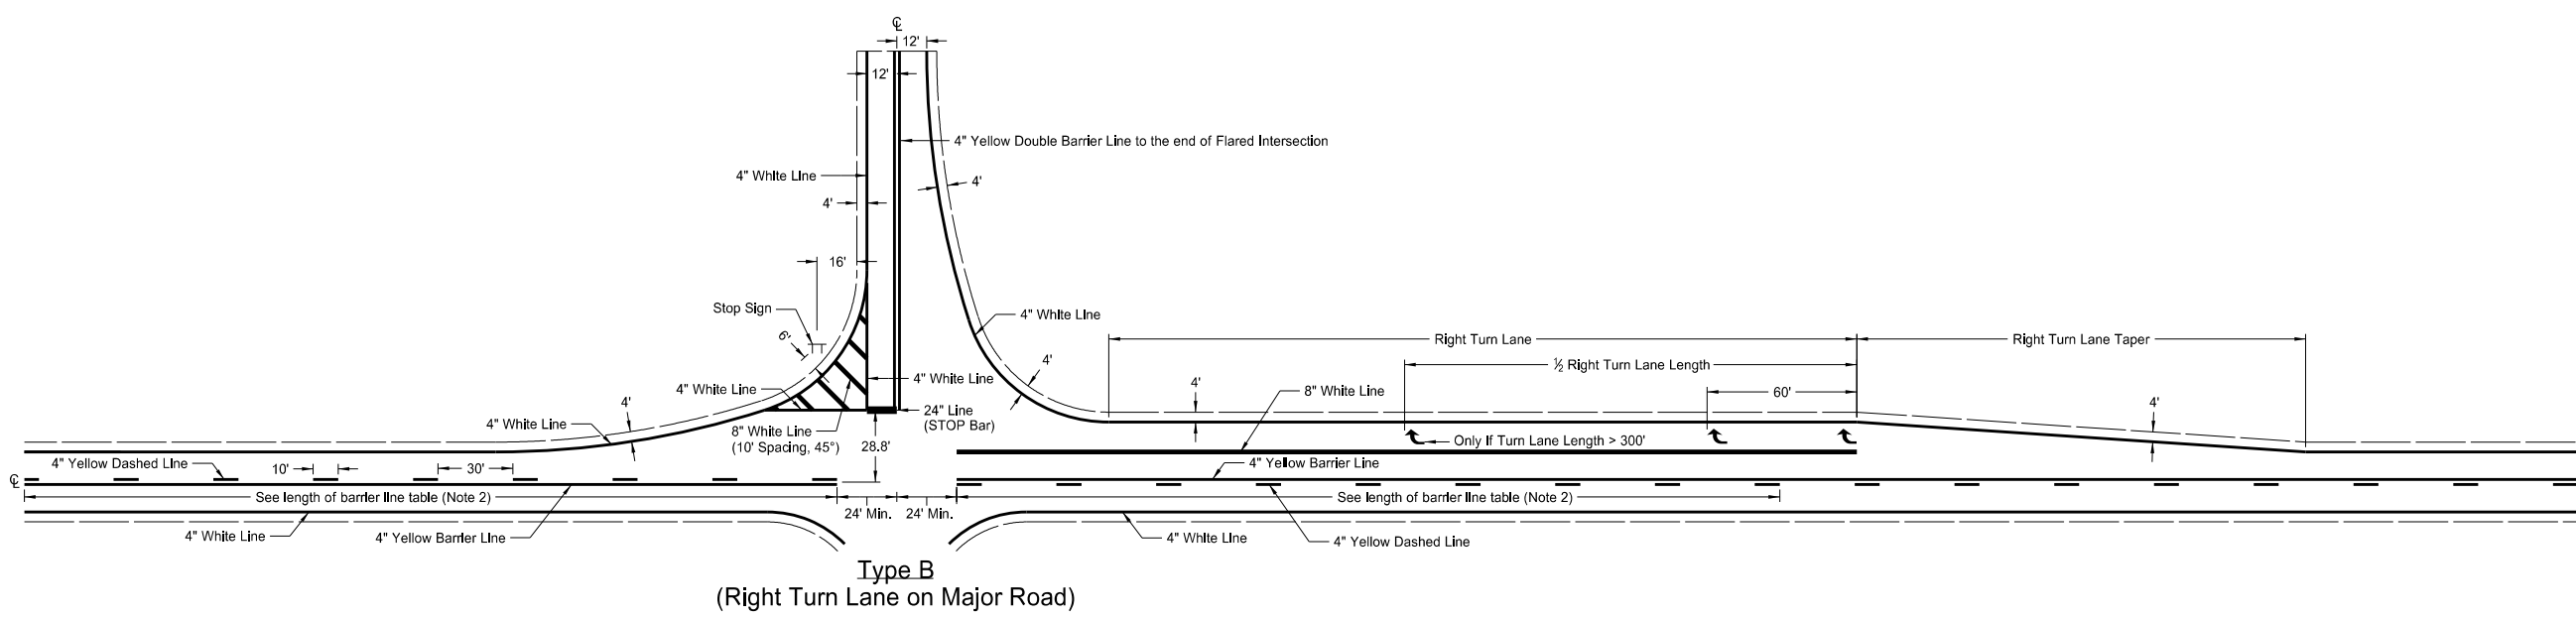 ℄
12'
12'
4" Yellow Double Barrier Line to the end of Flared Intersection
4" White Line
4'
4'
16'
Stop Sign
6'
4" White Line
4'
Right Turn Lane
Right Turn Lane Taper
½ Right Turn Lane Length
4" White Line
4" White Line
8" White Line
60'
4'
4'
4'
24" Line
(STOP Bar)
4" White Line
8" White Line
(10' Spacing, 45°)
28.8'
Only If Turn Lane Length > 300'
4" Yellow Dashed Line
10'
30'
4" Yellow Barrier Line
℄
See length of barrier line table (Note 2)
See length of barrier line table (Note 2)
24' Min.
24' Min.
4" White Line
4" Yellow Barrier Line
4" White Line
4" Yellow Dashed Line
Type B
(Right Turn Lane on Major Road)